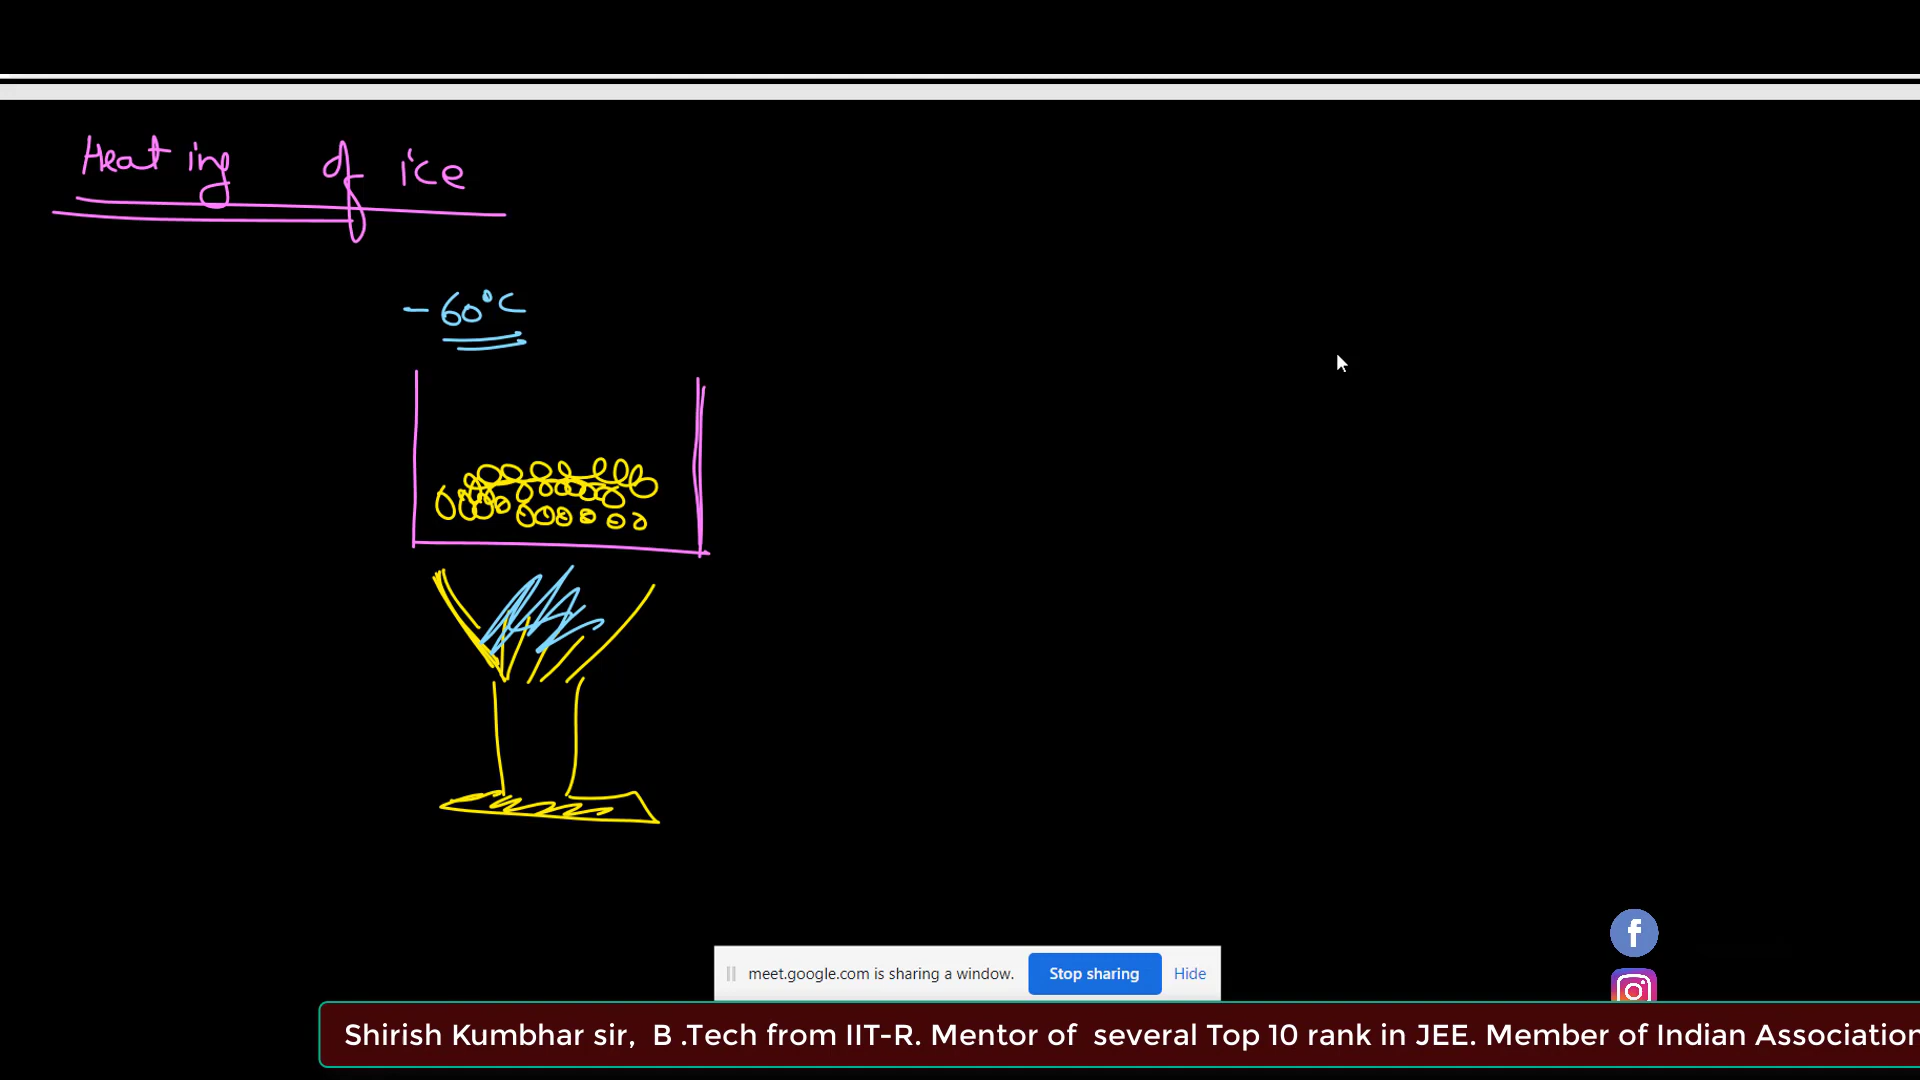 Heating of ice
- 60°C
meet.google.com is sharing a window. Stop sharing Hide
Shirish Kumbhar sir, B .Tech from IIT-R. Mentor of several Top 10 rank in JEE. Member of Indian Association